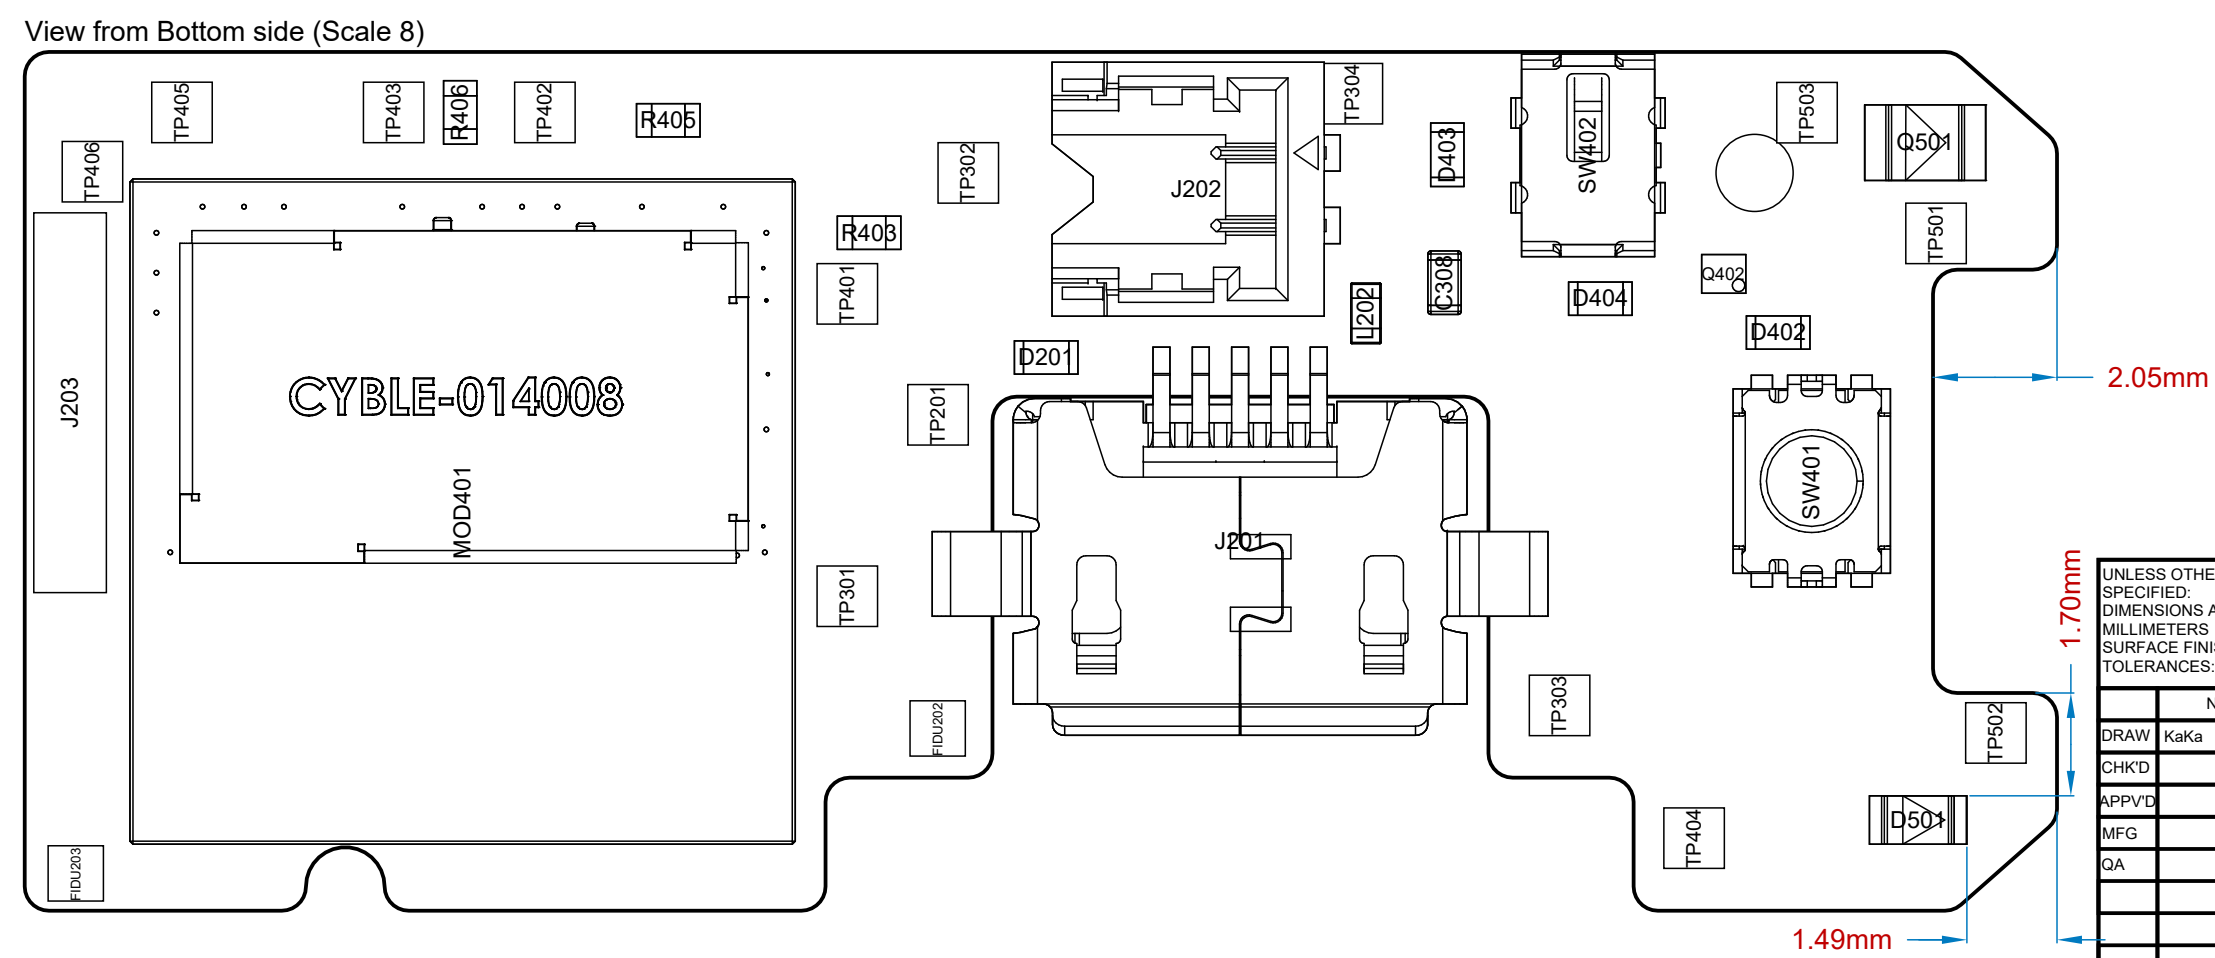 View from Bottom side (Scale 8)
TP405
TP403
R406
TP402
R405
TP406
TP302
TP304
J202
D403
SW402
TP503
Q501
R403
TP401
TP501
Q402
C308
L202
D404
D402
D201
J203
CYBLE-014008
TP201
2.05mm
MOD401
SW401
J201
TP301
1.70mm
UNLESS OTHE
SPECIFIED:
DIMENSIONS A
MILLIMETERS
SURFACE FINIS
TOLERANCES:
N
DRAW KaKa
CHK'D
APPV'D
MFG
QA
FIDU202
TP303
TP502
TP404
D501
FIDU203
1.49mm